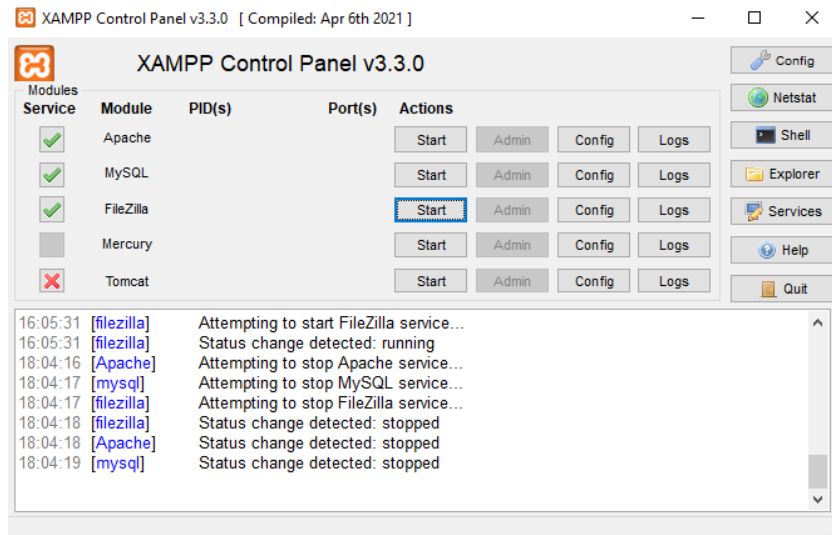 XAMPP Control Panel v3.3.0 [ Compiled: Apr 6th 2021 ]
XAMPP Control Panel v3.3.0
Config
Modules
Service Module PID(s) Port(s) Actions
Netstat
Apache Start Admin Config Logs
Shell
MySQL Start Admin Config Logs
Explorer
FileZilla Start Admin Config Logs
Services
Mercury Start Admin Config Logs
Help
Tomcat Start Admin Config Logs
Quit
16:05:31 [filezilla] Attempting to start FileZilla service...
16:05:31 [filezilla] Status change detected: running
18:04:16 [Apache] Attempting to stop Apache service...
18:04:17 [mysql] Attempting to stop MySQL service...
18:04:17 [filezilla] Attempting to stop FileZilla service...
18:04:18 [filezilla] Status change detected: stopped
18:04:18 [Apache] Status change detected: stopped
18:04:19 [mysql] Status change detected: stopped